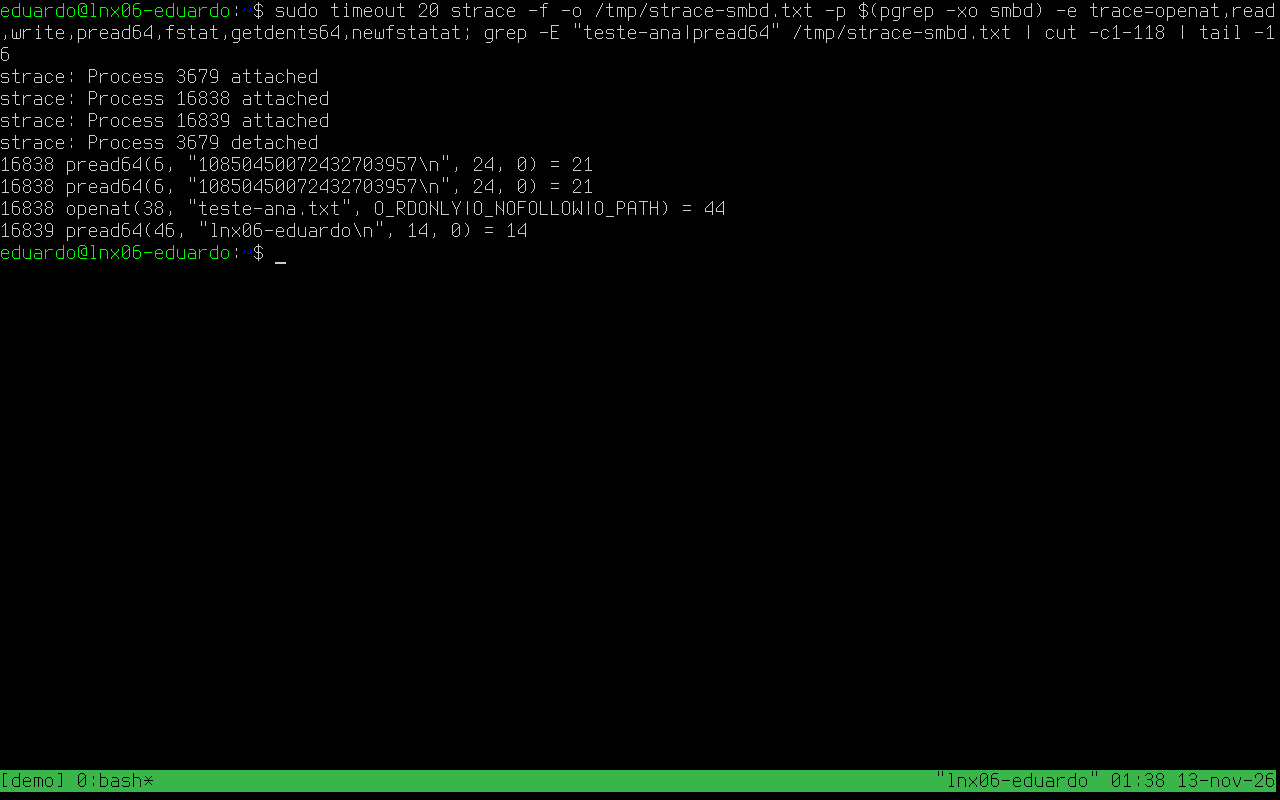 eduardo@lnx06-eduardo:~$ sudo timeout 20 strace -f -o /tmp/strace-smbd.txt -p $(pgrep -xo smbd) -e trace=openat,read
,write,pread64,fstat,getdents64,newfstatat; grep -E "teste-ana|pread64" /tmp/strace-smbd.txt | cut -c1-118 | tail -1
6
strace: Process 3679 attached
strace: Process 16838 attached
strace: Process 16839 attached
strace: Process 3679 detached
16838 pread64(6, "10850450072432703957\n", 24, 0) = 21
16838 pread64(6, "10850450072432703957\n", 24, 0) = 21
16838 openat(38, "teste-ana.txt", O_RDONLY|O_NOFOLLOW|O_PATH) = 44
16839 pread64(46, "lnx06-eduardo\n", 14, 0) = 14
eduardo@lnx06-eduardo:~$ _
[demo] 0:bash* "lnx06-eduardo" 01:38 13-nov-26